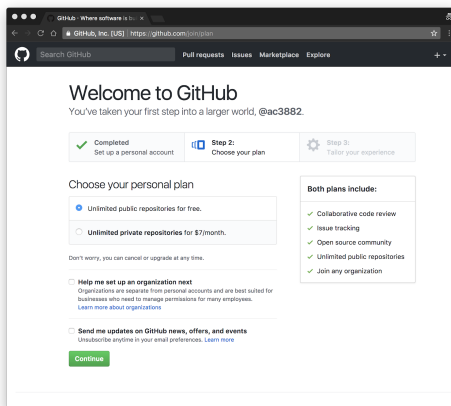 GitHub · Where software is bui
GitHub, Inc. [US] | https://github.com/join/plan
Search GitHub
Pull requests Issues Marketplace Explore
Welcome to GitHub
You've taken your first step into a larger world, @ac3882.
Completed
Set up a personal account
Step 2:
Choose your plan
Step 3:
Tailor your experience
Choose your personal plan
Unlimited public repositories for free.
Unlimited private repositories for $7/month.
Don't worry, you can cancel or upgrade at any time.
Help me set up an organization next
Organizations are separate from personal accounts and are best suited for
businesses who need to manage permissions for many employees.
Learn more about organizations
Send me updates on GitHub news, offers, and events
Unsubscribe anytime in your email preferences. Learn more
Continue
Both plans include:
Collaborative code review
Issue tracking
Open source community
Unlimited public repositories
Join any organization